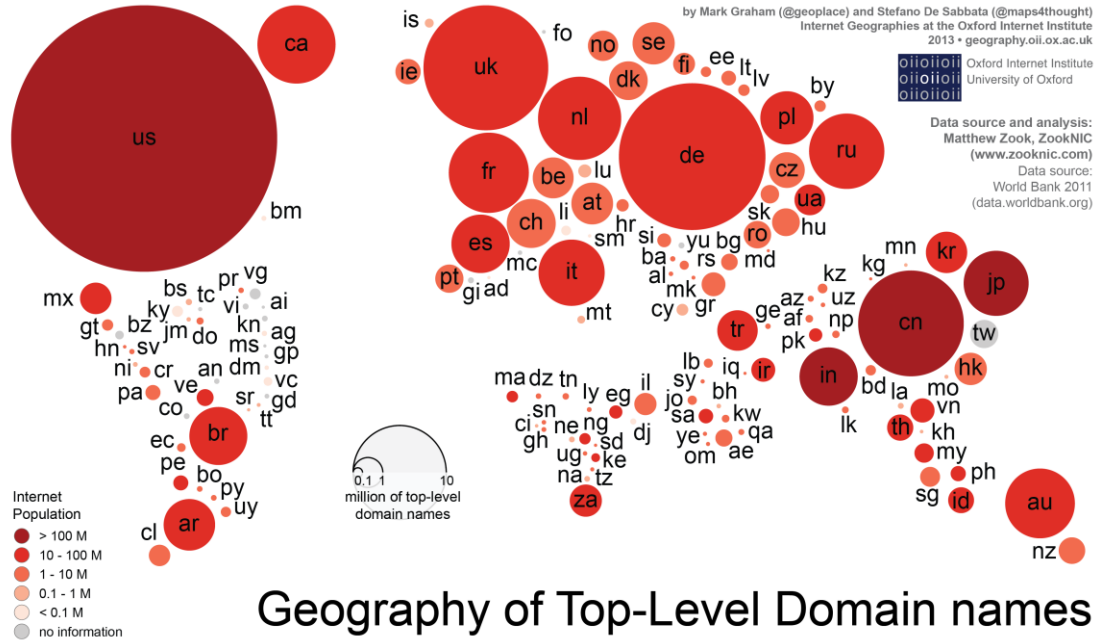 by Mark Graham (@geoplace) and Stefano De Sabbata (@maps4thought)
Internet Geographies at the Oxford Internet Institute
2013 • geography.oii.ox.ac.uk
oiioiioii
oiioiioii
oiioiioii
Oxford Internet Institute
University of Oxford
Data source and analysis:
Matthew Zook, ZookNIC
(www.zooknic.com)
Data source:
World Bank 2011
(data.worldbank.org)
us
ca
bm
mx
gt
bz
hn
sv
ni
cr
pa
ky
bs
tc
jm
do
pr
vg
vi
ai
kn
ag
ms
gp
dm
vc
gd
an
sr
tt
ve
co
br
ec
pe
bo
py
uy
ar
cl
is
fo
ie
uk
no
se
fi
ee
lt
lv
dk
by
nl
de
pl
ru
fr
be
lu
cz
ch
li
at
hr
sk
ua
hu
es
mc
sm
si
yu
bg
ro
md
pt
gi
ad
it
ba
rs
al
mk
gr
mt
cy
tr
ge
az
kz
uz
af
np
pk
kg
mn
kr
jp
cn
tw
in
bd
mo
hk
lk
la
vn
th
kh
my
ph
sg
id
au
nz
lb
iq
ir
sy
jo
bh
sa
kw
ye
qa
om
ae
ma
dz
tn
ly
eg
il
sn
ci
gh
ne
ng
sd
dj
ug
ke
na
tz
za
0,1
1
10
million of top-level
domain names
Internet
Population
> 100 M
10 - 100 M
1 - 10 M
0.1 - 1 M
< 0.1 M
no information
Geography of Top-Level Domain names